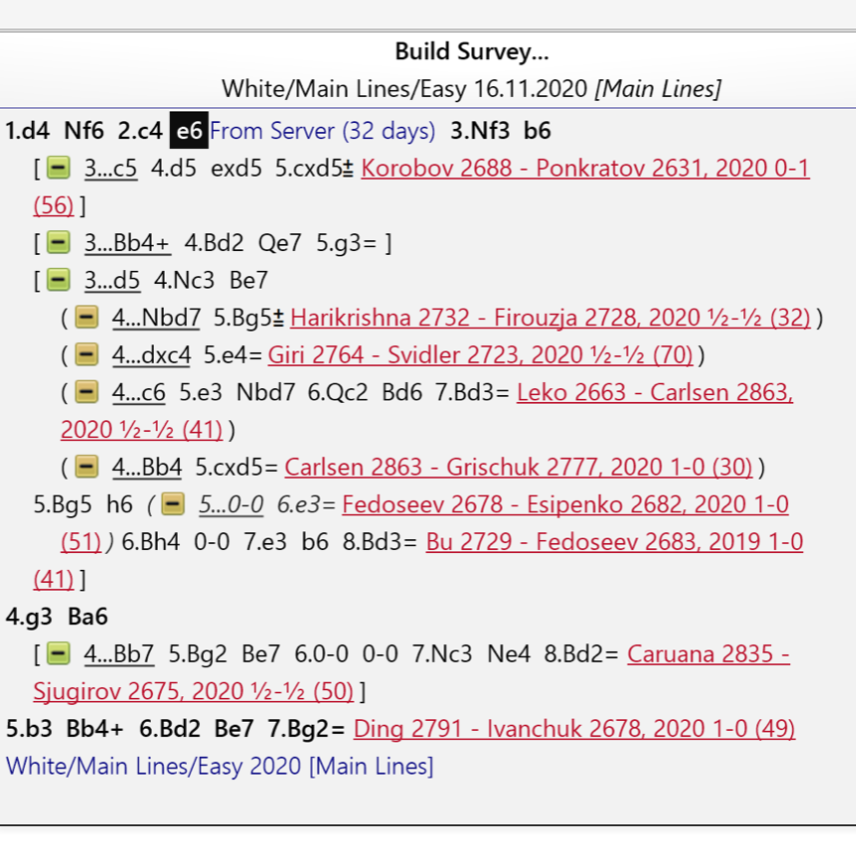 Build Survey...
White/Main Lines/Easy 16.11.2020 [Main Lines]
1.d4 Nf6 2.c4 e6 From Server (32 days) 3.Nf3 b6
[ 3...c5 4.d5 exd5 5.cxd5± Korobov 2688 - Ponkratov 2631, 2020 0-1
(56) ]
[ 3...Bb4+ 4.Bd2 Qe7 5.g3= ]
[ 3...d5 4.Nc3 Be7
( 4...Nbd7 5.Bg5⩲ Harikrishna 2732 - Firouzja 2728, 2020 ½-½ (32) )
( 4...dxc4 5.e4= Giri 2764 - Svidler 2723, 2020 ½-½ (70) )
( 4...c6 5.e3 Nbd7 6.Qc2 Bd6 7.Bd3= Leko 2663 - Carlsen 2863,
2020 ½-½ (41) )
( 4...Bb4 5.cxd5= Carlsen 2863 - Grischuk 2777, 2020 1-0 (30) )
5.Bg5 h6 ( 5...0-0 6.e3= Fedoseev 2678 - Esipenko 2682, 2020 1-0
(51) ) 6.Bh4 0-0 7.e3 b6 8.Bd3= Bu 2729 - Fedoseev 2683, 2019 1-0
(41) ]
4.g3 Ba6
[ 4...Bb7 5.Bg2 Be7 6.0-0 0-0 7.Nc3 Ne4 8.Bd2= Caruana 2835 -
Sjugirov 2675, 2020 ½-½ (50) ]
5.b3 Bb4+ 6.Bd2 Be7 7.Bg2= Ding 2791 - Ivanchuk 2678, 2020 1-0 (49)
White/Main Lines/Easy 2020 [Main Lines]